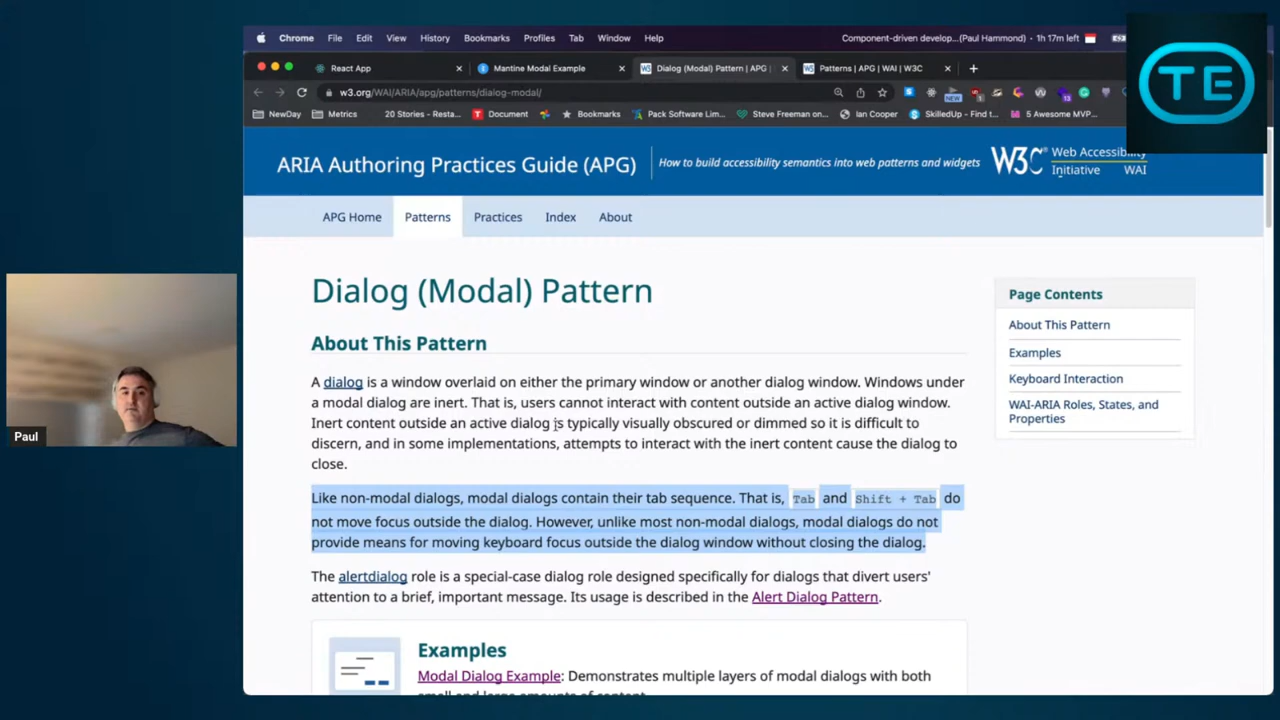 Chrome File Edit View History Bookmarks Profiles Tab Window Help Component-driven develop...(Paul Hammond) • 1h 17m left
React App
Mantine Modal Example
Dialog (Modal) Pattern | APG |
Patterns | APG | WAI | W3C
w3.org/WAI/ARIA/apg/patterns/dialog-modal/
NEW
NewDay Metrics 20 Stories - Resta... Document Bookmarks Pack Software Lim... Steve Freeman on... Ian Cooper SkilledUp - Find t... 5 Awesome MVP...
TE
ARIA Authoring Practices Guide (APG)
How to build accessibility semantics into web patterns and widgets
W3C Web Accessibility
Initiative WAI
APG Home Patterns Practices Index About
Dialog (Modal) Pattern
About This Pattern
A dialog is a window overlaid on either the primary window or another dialog window. Windows under
a modal dialog are inert. That is, users cannot interact with content outside an active dialog window.
Inert content outside an active dialog is typically visually obscured or dimmed so it is difficult to
discern, and in some implementations, attempts to interact with the inert content cause the dialog to
close.
Like non-modal dialogs, modal dialogs contain their tab sequence. That is, Tab and Shift + Tab do
not move focus outside the dialog. However, unlike most non-modal dialogs, modal dialogs do not
provide means for moving keyboard focus outside the dialog window without closing the dialog.
The alertdialog role is a special-case dialog role designed specifically for dialogs that divert users'
attention to a brief, important message. Its usage is described in the Alert Dialog Pattern.
Examples
Modal Dialog Example: Demonstrates multiple layers of modal dialogs with both
small and large amounts of content.
Page Contents
About This Pattern
Examples
Keyboard Interaction
WAI-ARIA Roles, States, and
Properties
Paul